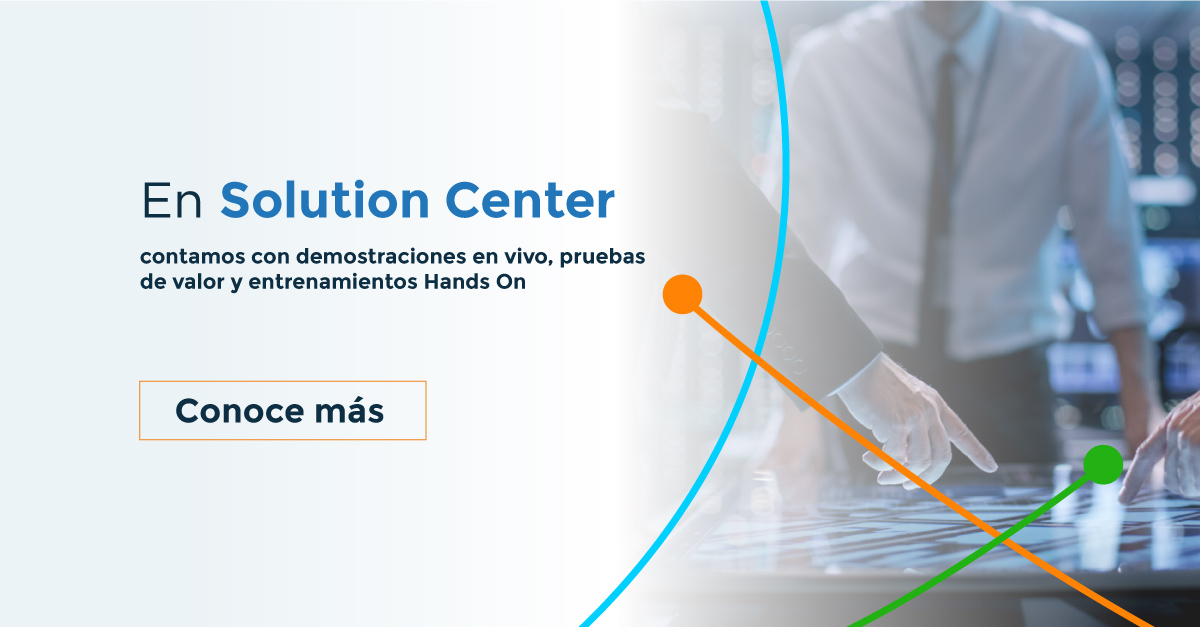 En Solution Center
contamos con demostraciones en vivo, pruebas
de valor y entrenamientos Hands On
Conoce más